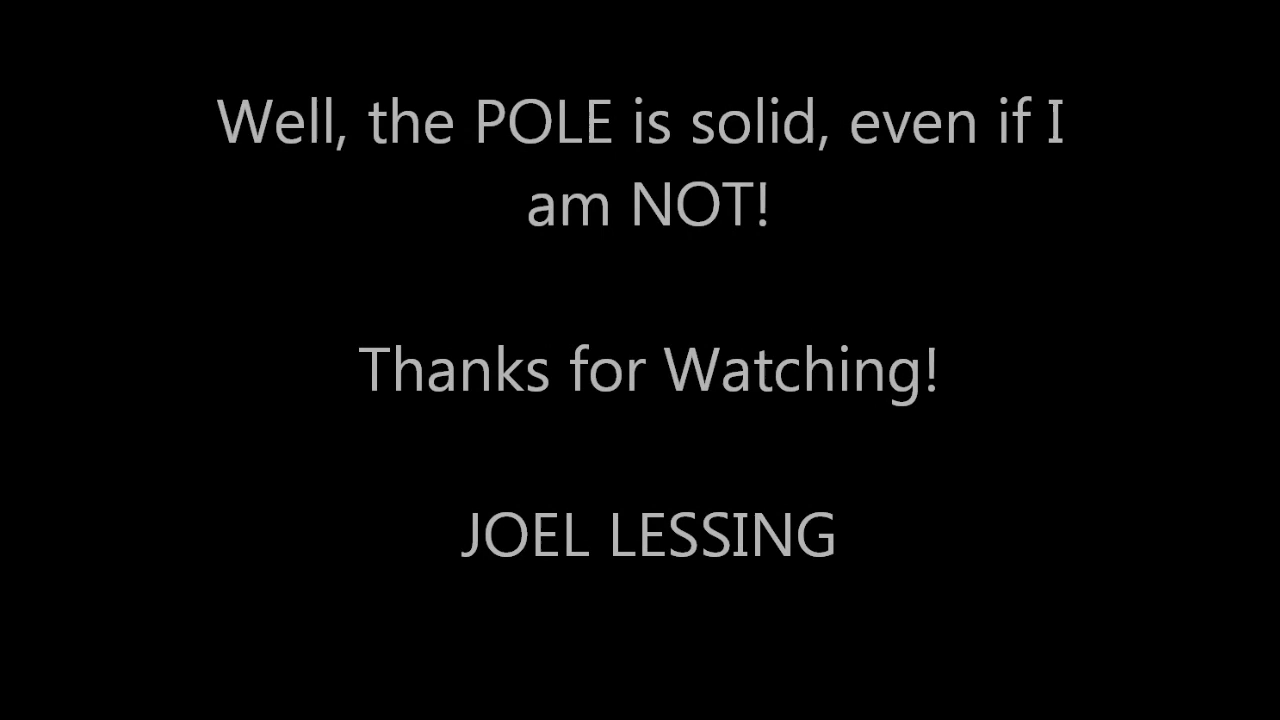 Well, the POLE is solid, even if I
am NOT!
Thanks for Watching!
JOEL LESSING